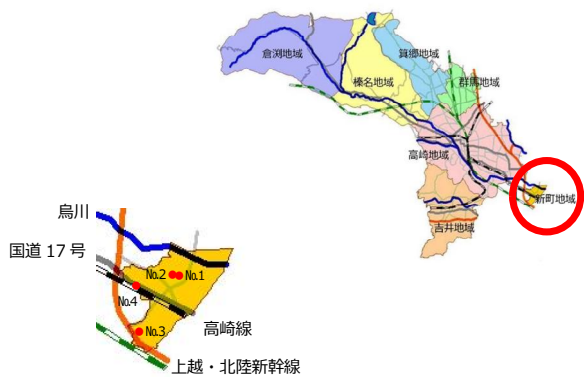 倉渕地域
箕郷地域
榛名地域
群馬地域
高崎地域
新町地域
吉井地域
烏川
国道 17 号
No.2
No.1
No.4
No.3
高崎線
上越・北陸新幹線